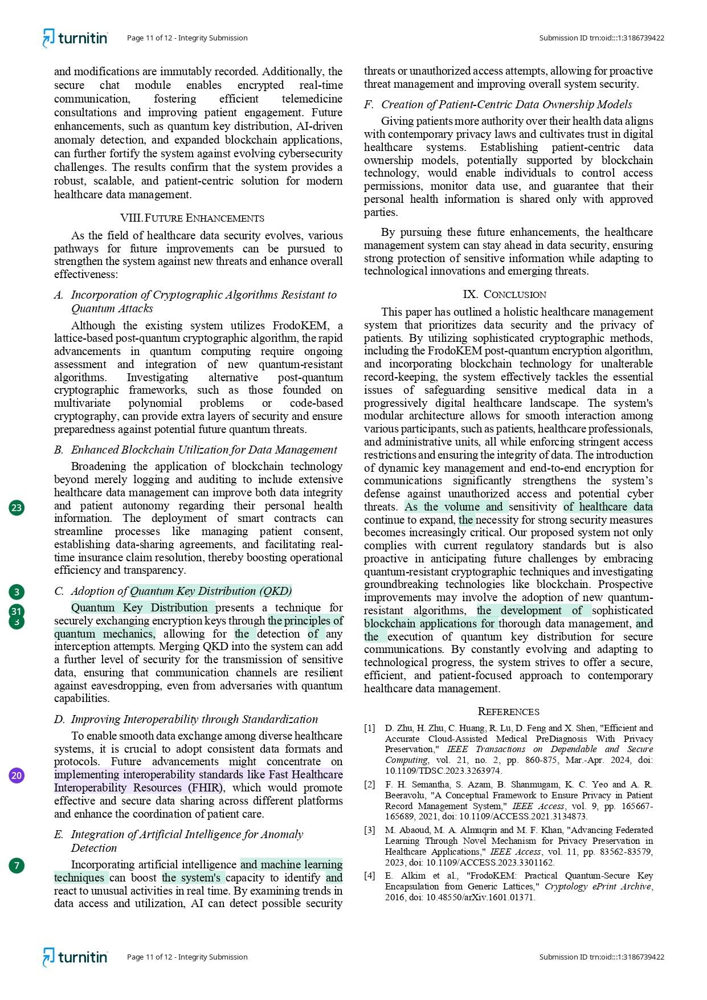 turnitin
Page 11 of 12 - Integrity Submission
Submission ID trn:oid:::1:3186739422
and modifications are immutably recorded. Additionally, the
secure chat module enables encrypted real-time
communication, fostering efficient telemedicine
consultations and improving patient engagement. Future
enhancements, such as quantum key distribution, AI-driven
anomaly detection, and expanded blockchain applications,
can further fortify the system against evolving cybersecurity
challenges. The results confirm that the system provides a
robust, scalable, and patient-centric solution for modern
healthcare data management.
VIII. FUTURE ENHANCEMENTS
As the field of healthcare data security evolves, various
pathways for future improvements can be pursued to
strengthen the system against new threats and enhance overall
effectiveness:
A. Incorporation of Cryptographic Algorithms Resistant to
Quantum Attacks
Although the existing system utilizes FrodoKEM, a
lattice-based post-quantum cryptographic algorithm, the rapid
advancements in quantum computing require ongoing
assessment and integration of new quantum-resistant
algorithms. Investigating alternative post-quantum
cryptographic frameworks, such as those founded on
multivariate polynomial problems or code-based
cryptography, can provide extra layers of security and ensure
preparedness against potential future quantum threats.
B. Enhanced Blockchain Utilization for Data Management
Broadening the application of blockchain technology
beyond merely logging and auditing to include extensive
healthcare data management can improve both data integrity
23
and patient autonomy regarding their personal health
information. The deployment of smart contracts can
streamline processes like managing patient consent,
establishing data-sharing agreements, and facilitating real-
time insurance claim resolution, thereby boosting operational
efficiency and transparency.
3
C. Adoption of Quantum Key Distribution (QKD)
31
Quantum Key Distribution presents a technique for
3
securely exchanging encryption keys through the principles of
quantum mechanics, allowing for the detection of any
interception attempts. Merging QKD into the system can add
a further level of security for the transmission of sensitive
data, ensuring that communication channels are resilient
against eavesdropping, even from adversaries with quantum
capabilities.
D. Improving Interoperability through Standardization
To enable smooth data exchange among diverse healthcare
systems, it is crucial to adopt consistent data formats and
protocols. Future advancements might concentrate on
20
implementing interoperability standards like Fast Healthcare
Interoperability Resources (FHIR), which would promote
effective and secure data sharing across different platforms
and enhance the coordination of patient care.
E. Integration of Artificial Intelligence for Anomaly
Detection
7
Incorporating artificial intelligence and machine learning
techniques can boost the system's capacity to identify and
react to unusual activities in real time. By examining trends in
data access and utilization, AI can detect possible security
threats or unauthorized access attempts, allowing for proactive
threat management and improving overall system security.
F. Creation of Patient-Centric Data Ownership Models
Giving patients more authority over their health data aligns
with contemporary privacy laws and cultivates trust in digital
healthcare systems. Establishing patient-centric data
ownership models, potentially supported by blockchain
technology, would enable individuals to control access
permissions, monitor data use, and guarantee that their
personal health information is shared only with approved
parties.
By pursuing these future enhancements, the healthcare
management system can stay ahead in data security, ensuring
strong protection of sensitive information while adapting to
technological innovations and emerging threats.
IX. CONCLUSION
This paper has outlined a holistic healthcare management
system that prioritizes data security and the privacy of
patients. By utilizing sophisticated cryptographic methods,
including the FrodoKEM post-quantum encryption algorithm,
and incorporating blockchain technology for unalterable
record-keeping, the system effectively tackles the essential
issues of safeguarding sensitive medical data in a
progressively digital healthcare landscape. The system's
modular architecture allows for smooth interaction among
various participants, such as patients, healthcare professionals,
and administrative units, all while enforcing stringent access
restrictions and ensuring the integrity of data. The introduction
of dynamic key management and end-to-end encryption for
communications significantly strengthens the system’s
defense against unauthorized access and potential cyber
threats. As the volume and sensitivity of healthcare data
continue to expand, the necessity for strong security measures
becomes increasingly critical. Our proposed system not only
complies with current regulatory standards but is also
proactive in anticipating future challenges by embracing
quantum-resistant cryptographic techniques and investigating
groundbreaking technologies like blockchain. Prospective
improvements may involve the adoption of new quantum-
resistant algorithms, the development of sophisticated
blockchain applications for thorough data management, and
the execution of quantum key distribution for secure
communications. By constantly evolving and adapting to
technological progress, the system strives to offer a secure,
efficient, and patient-focused approach to contemporary
healthcare data management.
REFERENCES
[1] D. Zhu, H. Zhu, C. Huang, R. Lu, D. Feng and X. Shen, "Efficient and
Accurate Cloud-Assisted Medical PreDiagnosis With Privacy
Preservation," IEEE Transactions on Dependable and Secure
Computing, vol. 21, no. 2, pp. 860-875, Mar.-Apr. 2024, doi:
10.1109/TDSC.2023.3263974.
[2] F. H. Semantha, S. Azam, B. Shanmugam, K. C. Yeo and A. R.
Beeravolu, "A Conceptual Framework to Ensure Privacy in Patient
Record Management System," IEEE Access, vol. 9, pp. 165667-
165689, 2021, doi: 10.1109/ACCESS.2021.3134873.
[3] M. Abaoud, M. A. Almuqrin and M. F. Khan, "Advancing Federated
Learning Through Novel Mechanism for Privacy Preservation in
Healthcare Applications," IEEE Access, vol. 11, pp. 83562-83579,
2023, doi: 10.1109/ACCESS.2023.3301162.
[4] E. Alkim et al., "FrodoKEM: Practical Quantum-Secure Key
Encapsulation from Generic Lattices," Cryptology ePrint Archive,
2016, doi: 10.48550/arXiv.1601.01371.
turnitin
Page 11 of 12 - Integrity Submission
Submission ID trn:oid:::1:3186739422